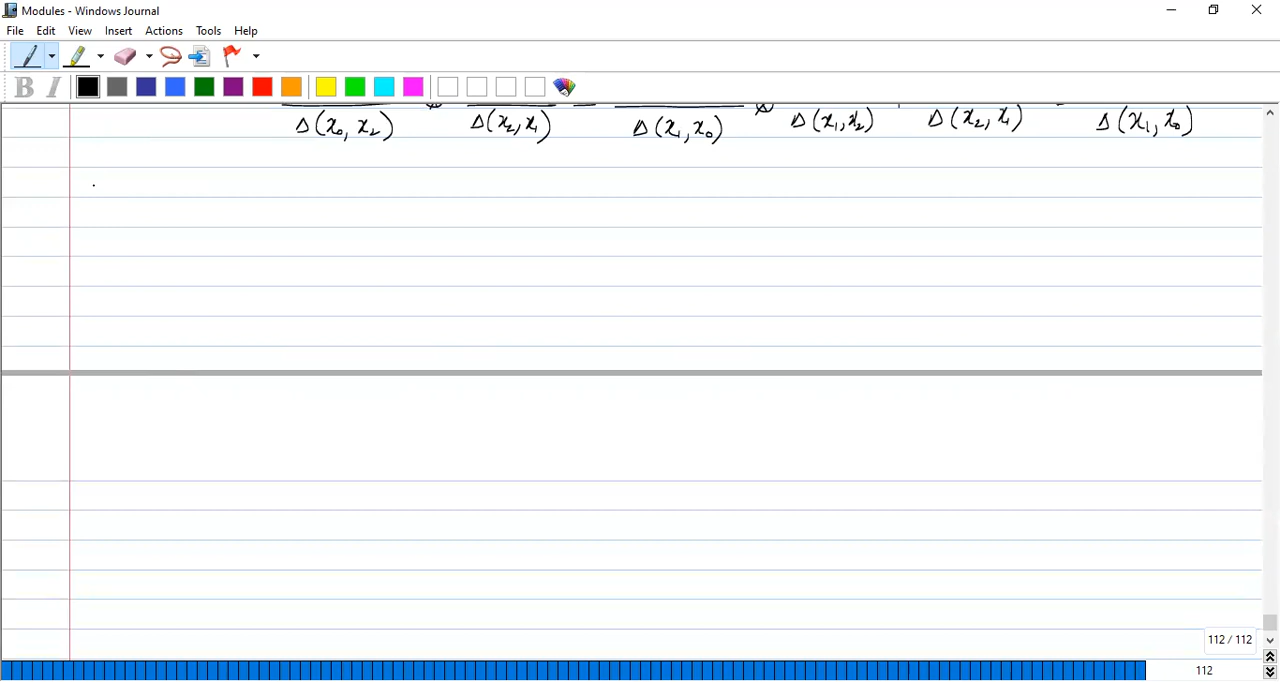 Modules - Windows Journal
File Edit View Insert Actions Tools Help
B I
Δ(x₀, x₂) Δ(x₂, x₁) Δ(x₁, x₀) Δ(x₁, x₂) Δ(x₂, x₁) Δ(x₁, x₀)
112 / 112
112